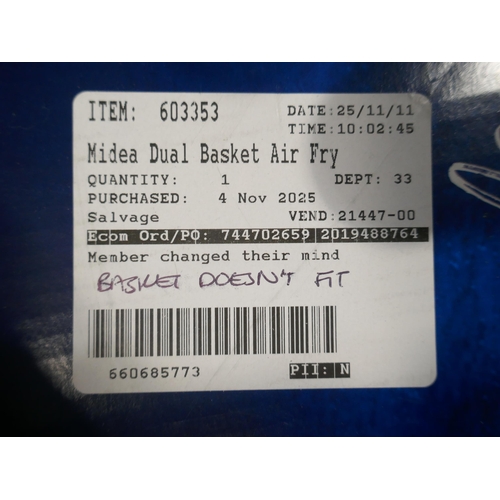 ITEM: 603353 DATE:25/11/11
TIME:10:02:45
Midea Dual Basket Air Fry
QUANTITY: 1 DEPT: 33
PURCHASED: 4 Nov 2025
Salvage VEND:21447-00
Ecom Ord/PO: 744702659 2019488764
Member changed their mind
BASKET DOESN'T FIT
660685773 PII: N